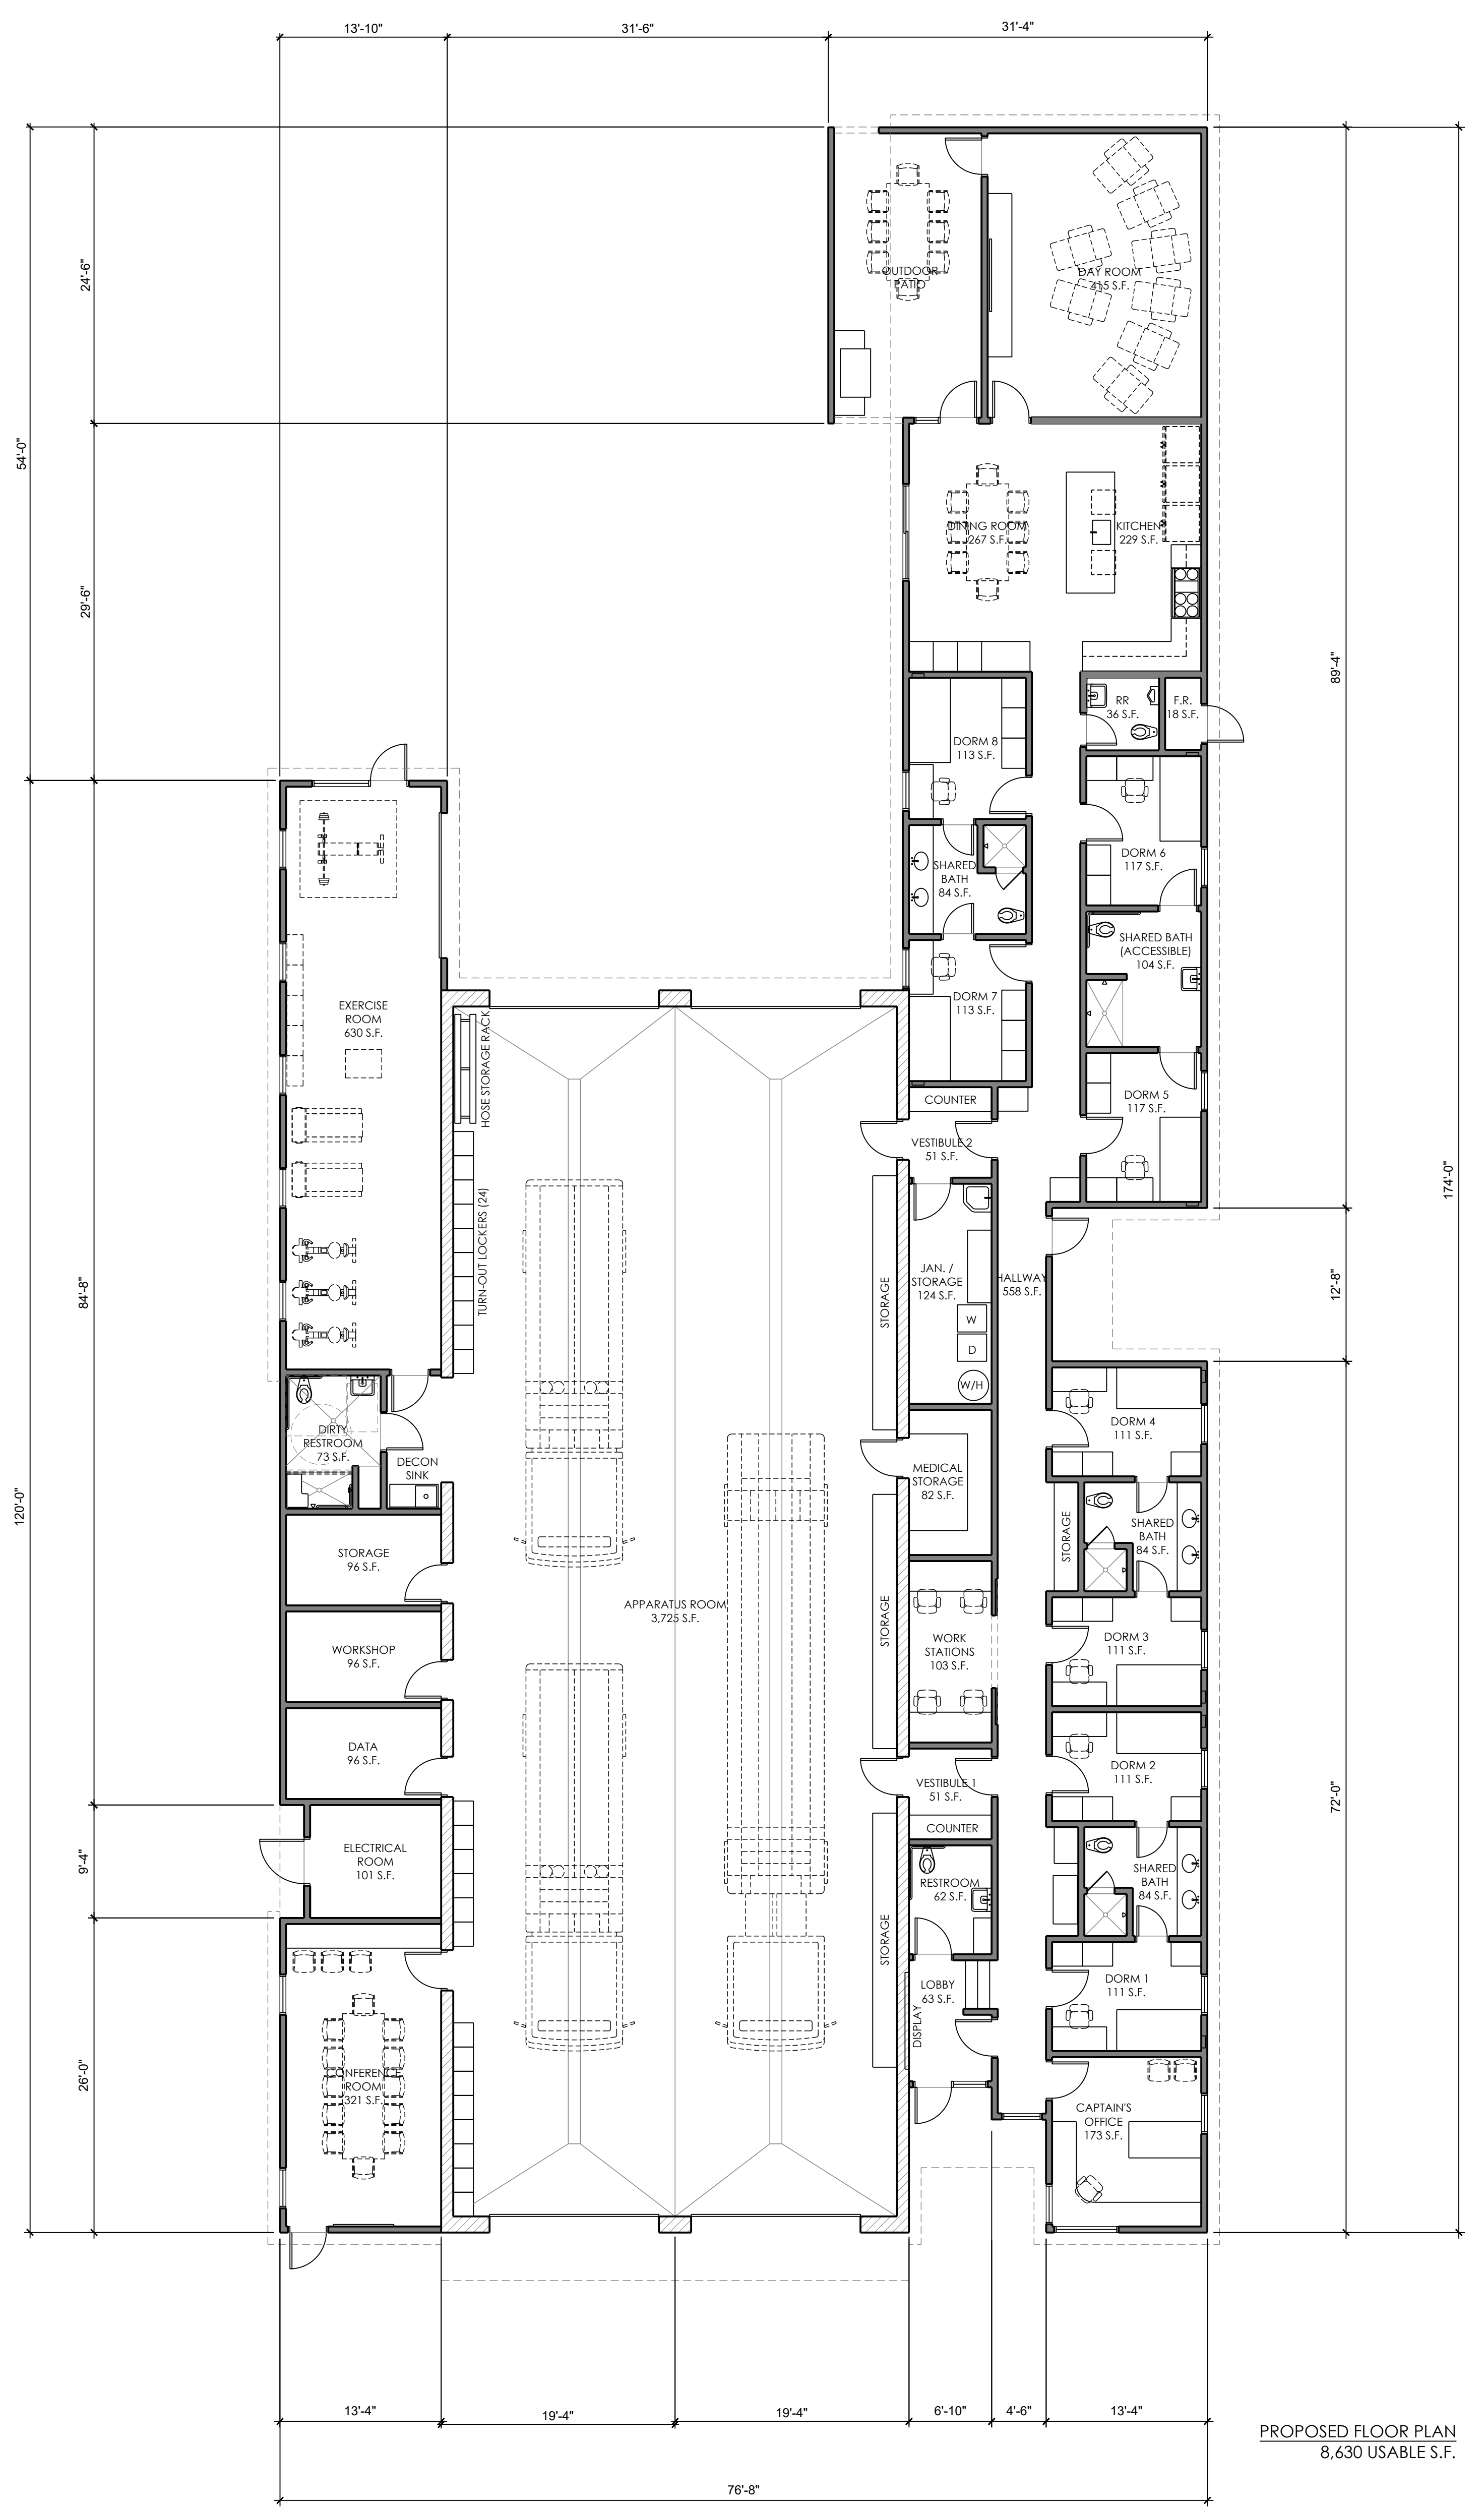 13'-10"
31'-6"
31'-4"
24'-6"
54'-0"
29'-6"
OUTDOOR
PATIO
DAY ROOM
415 S.F.
DINING ROOM
267 S.F.
KITCHEN
229 S.F.
89'-4"
174'-0"
RR
36 S.F.
F.R.
18 S.F.
DORM 8
113 S.F.
DORM 6
117 S.F.
SHARED
BATH
84 S.F.
SHARED BATH
(ACCESSIBLE)
104 S.F.
EXERCISE
ROOM
630 S.F.
HOSE STORAGE RACK
DORM 7
113 S.F.
DORM 5
117 S.F.
COUNTER
VESTIBULE 2
51 S.F.
TURN-OUT LOCKERS (24)
STORAGE
JAN. /
STORAGE
124 S.F.
W
D
W/H
HALLWAY
558 S.F.
12'-8"
84'-8"
120'-0"
DIRTY
RESTROOM
73 S.F.
DECON
SINK
DORM 4
111 S.F.
MEDICAL
STORAGE
82 S.F.
STORAGE
SHARED
BATH
84 S.F.
STORAGE
96 S.F.
APPARATUS ROOM
3,725 S.F.
STORAGE
WORK
STATIONS
103 S.F.
DORM 3
111 S.F.
WORKSHOP
96 S.F.
DATA
96 S.F.
DORM 2
111 S.F.
VESTIBULE 1
51 S.F.
COUNTER
72'-0"
9'-4"
ELECTRICAL
ROOM
101 S.F.
RESTROOM
62 S.F.
SHARED
BATH
84 S.F.
STORAGE
LOBBY
63 S.F.
DISPLAY
DORM 1
111 S.F.
26'-0"
CONFERENCE
ROOM
321 S.F.
CAPTAIN'S
OFFICE
173 S.F.
13'-4"
19'-4"
19'-4"
6'-10"
4'-6"
13'-4"
76'-8"
PROPOSED FLOOR PLAN
8,630 USABLE S.F.